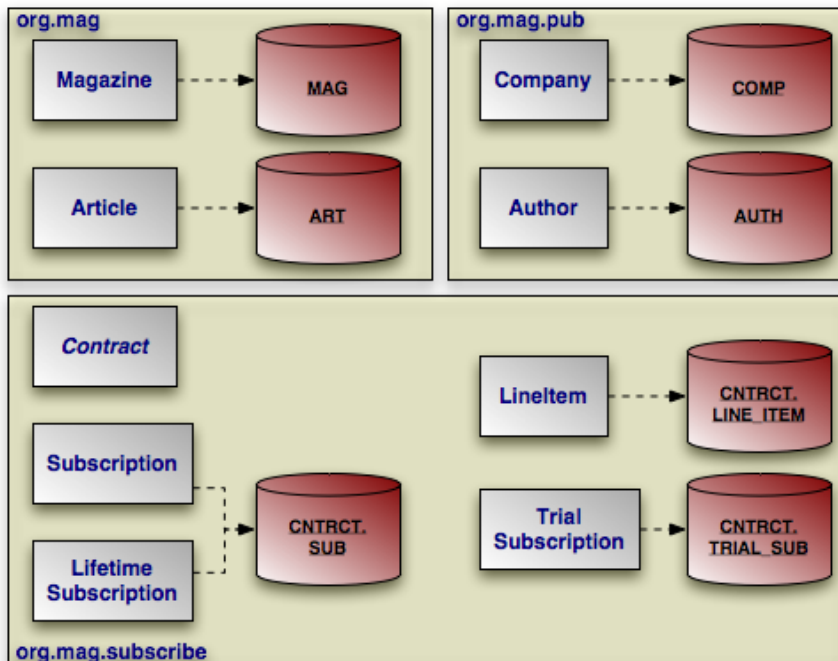 org.mag
Magazine
MAG
Article
ART
org.mag.pub
Company
COMP
Author
AUTH
Contract
Subscription
Lifetime
Subscription
CNTRCT.
SUB
LineItem
CNTRCT.
LINE_ITEM
Trial
Subscription
CNTRCT.
TRIAL_SUB
org.mag.subscribe